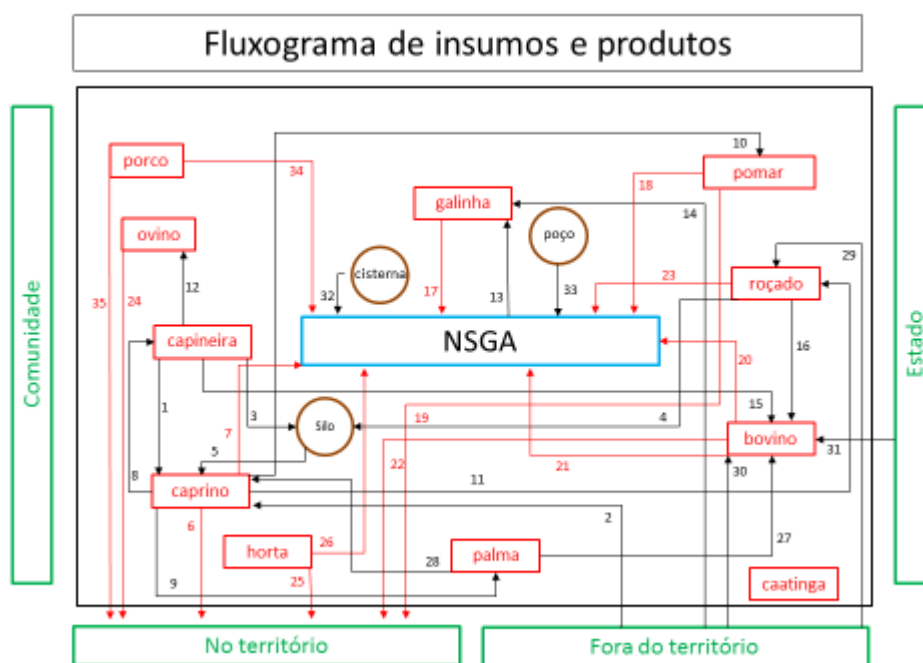 Fluxograma de insumos e produtos
Comunidade
Estado
porco
34
10
pomar
18
galinha
14
ovino
poço
29
cisterna
12
35
24
32
17
13
33
23
roçado
NSGA
capineira
16
20
1
3
7
Silo
19
4
15
bovino
5
22
21
30
31
8
11
caprino
6
2
26
horta
28
palma
27
25
9
caatinga
No território
Fora do território